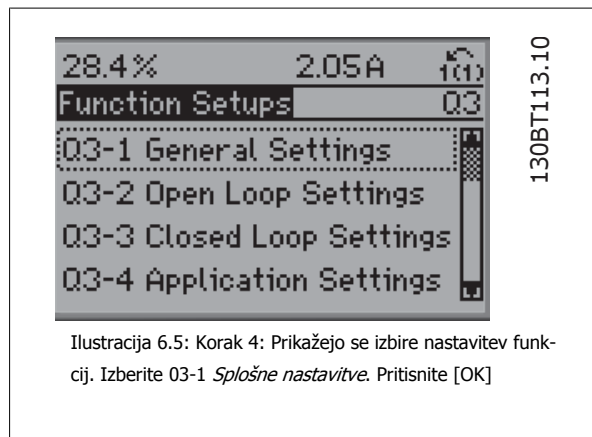 28.4% 2.05A 1(1)
Function Setups Q3
Q3-1 General Settings
Q3-2 Open Loop Settings
Q3-3 Closed Loop Settings
Q3-4 Application Settings
130BT113.10
Ilustracija 6.5: Korak 4: Prikažejo se izbire nastavitev funk-
cij. Izberite 03-1 Splošne nastavitve. Pritisnite [OK]